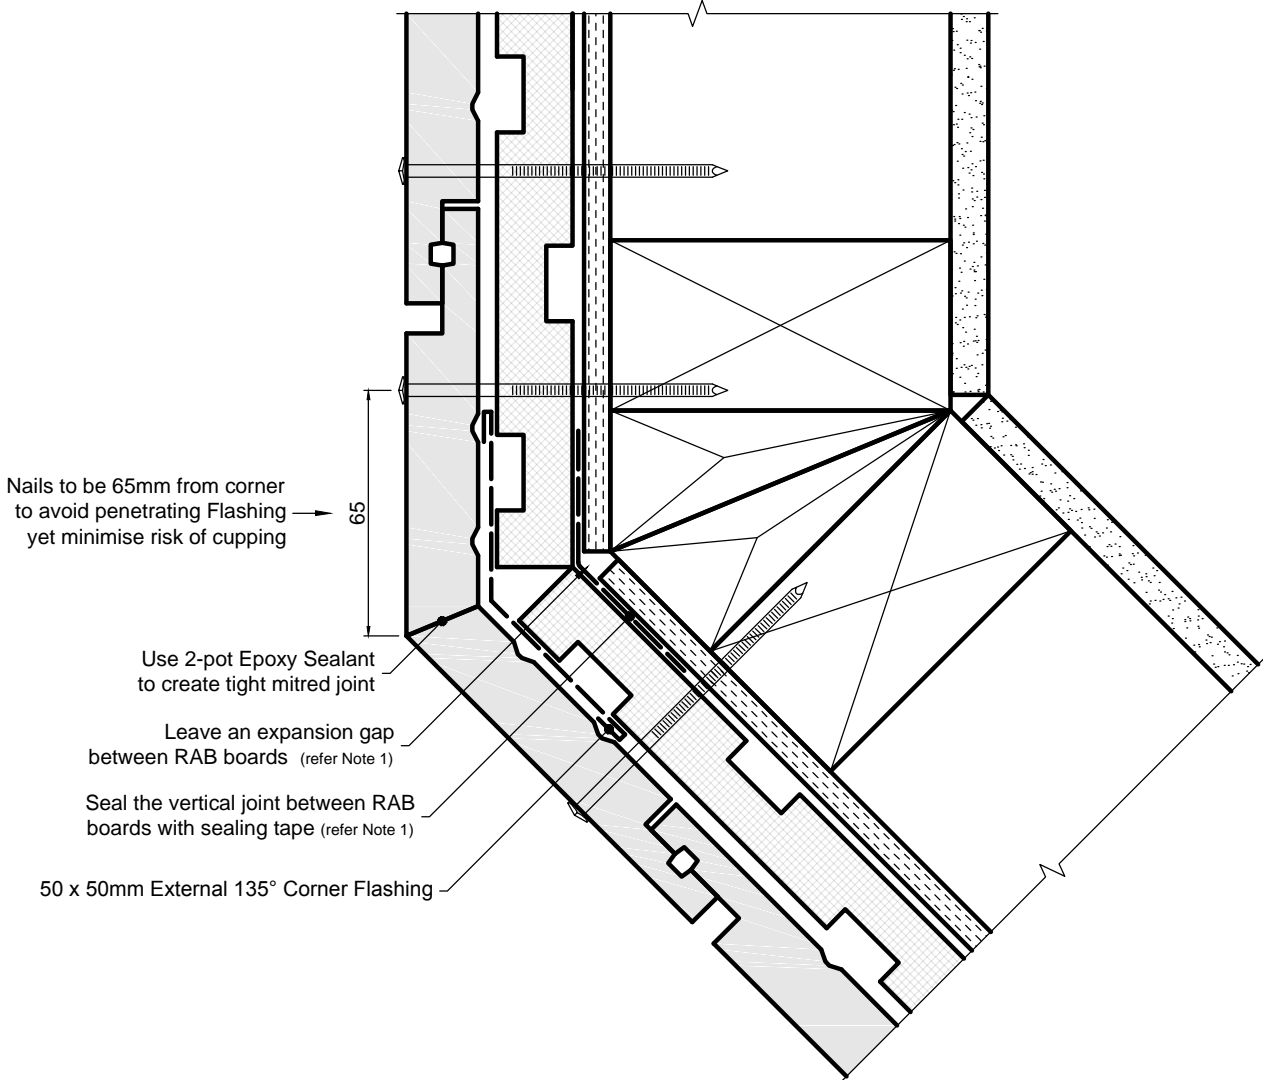 Nails to be 65mm from corner
to avoid penetrating Flashing
yet minimise risk of cupping
65
Use 2-pot Epoxy Sealant
to create tight mitred joint
Leave an expansion gap
between RAB boards (refer Note 1)
Seal the vertical joint between RAB
boards with sealing tape (refer Note 1)
50 x 50mm External 135° Corner Flashing